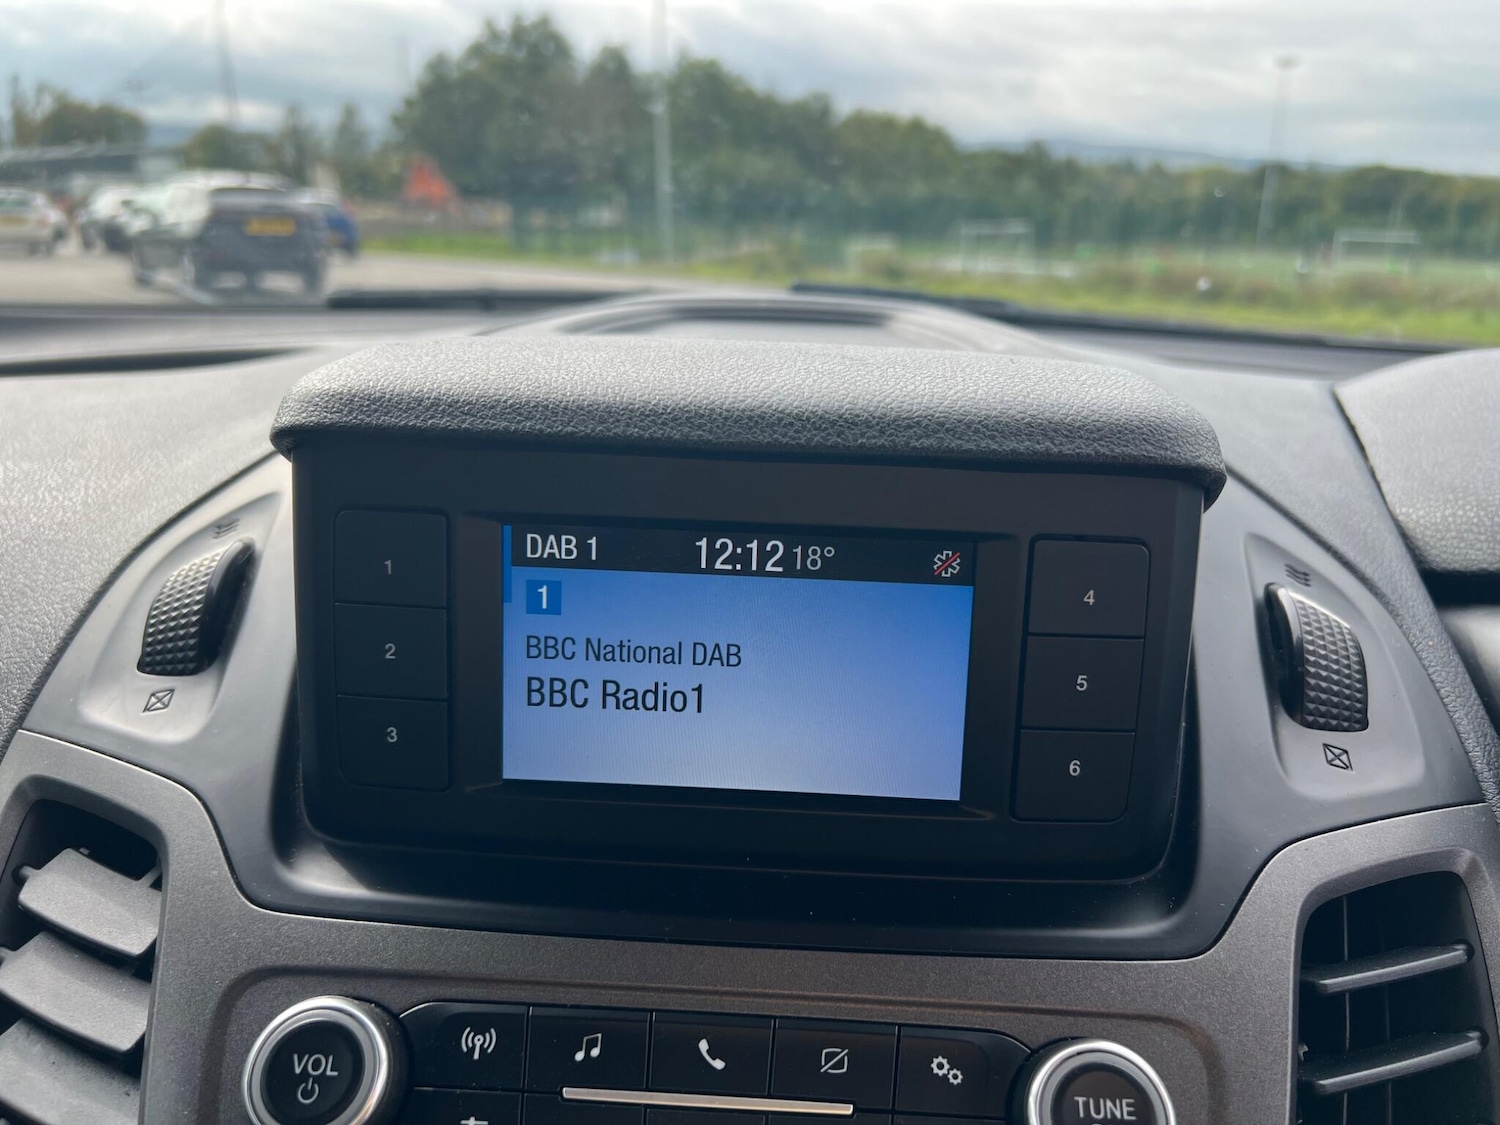 DAB 1 12:12 18°
1
BBC National DAB
BBC Radio1
1
2
3
4
5
6
VOL
TUNE